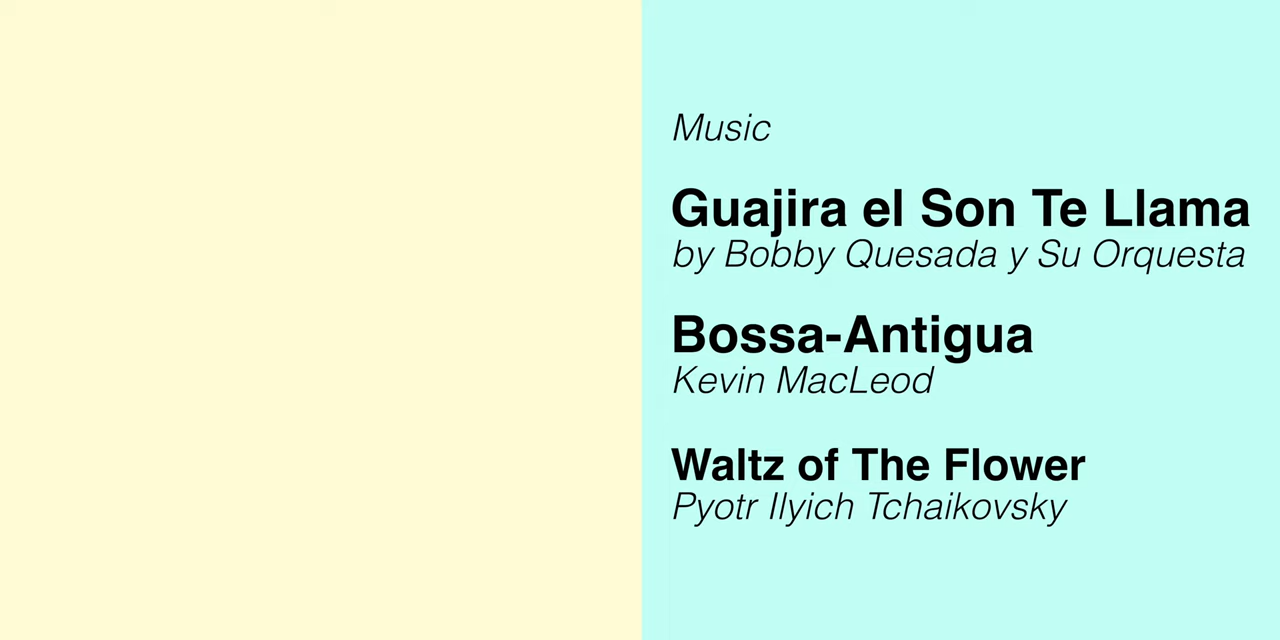 Music
Guajira el Son Te Llama
by Bobby Quesada y Su Orquesta
Bossa-Antigua
Kevin MacLeod
Waltz of The Flower
Pyotr Ilyich Tchaikovsky